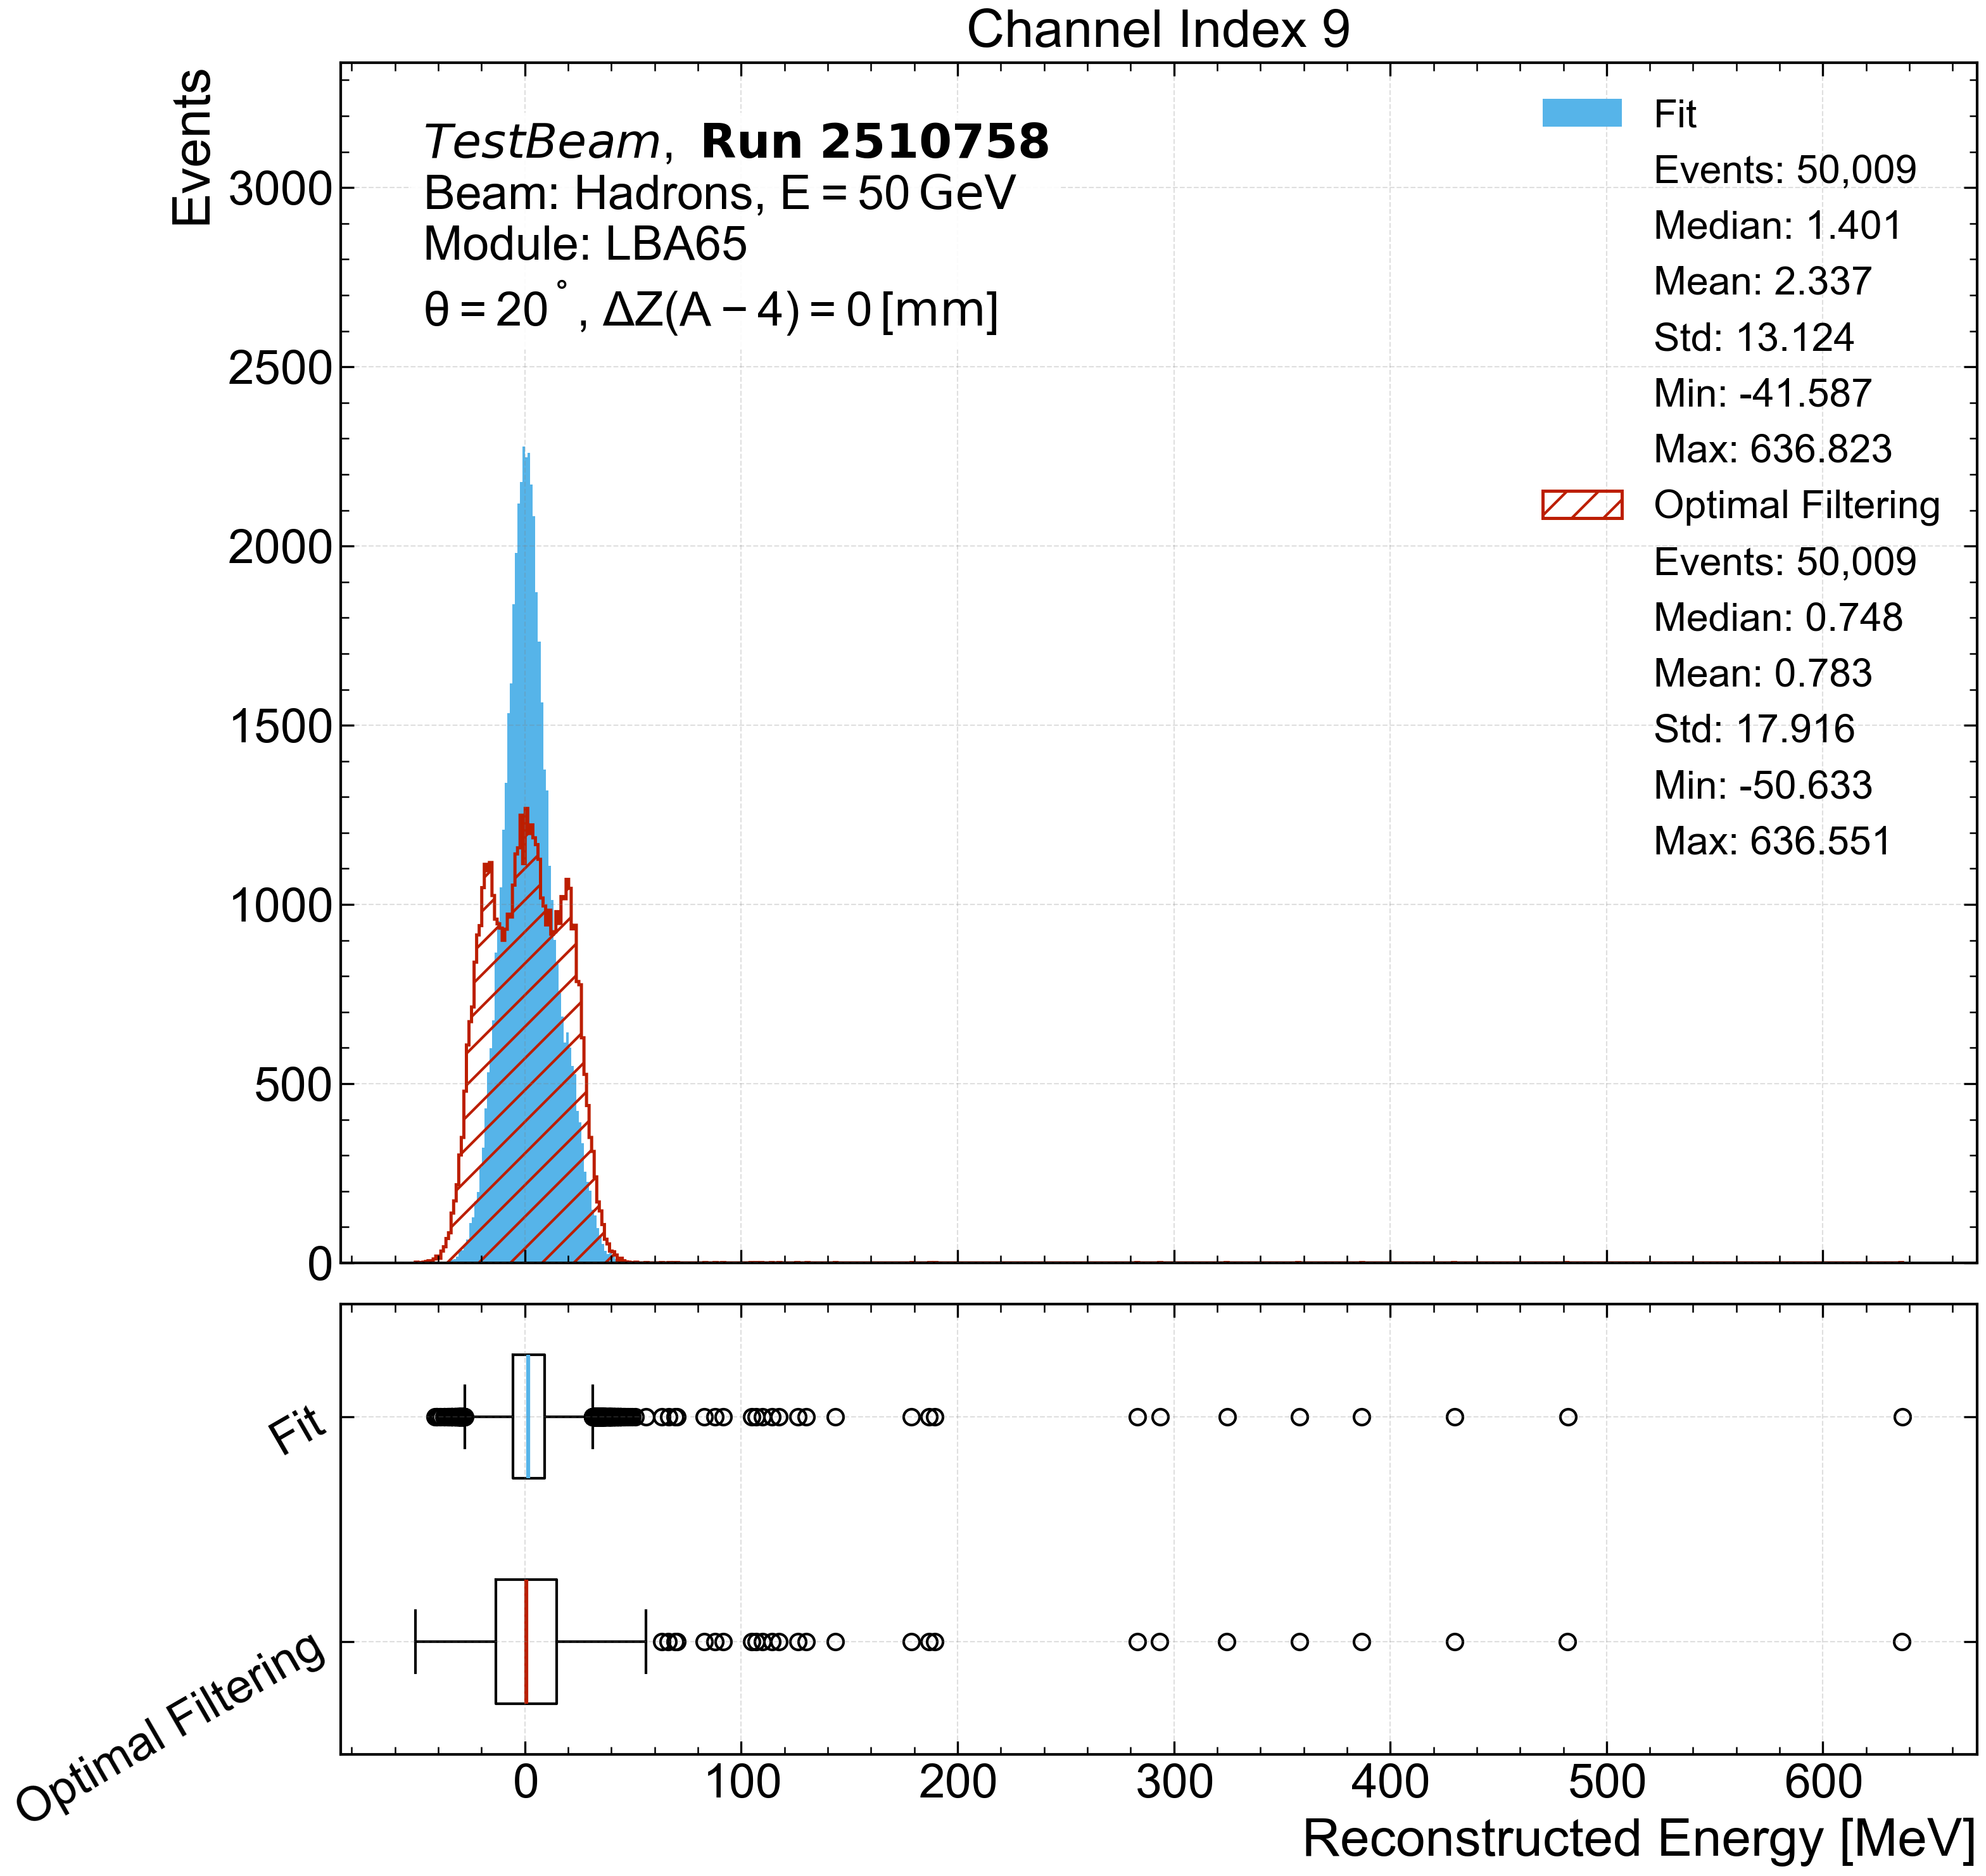 Channel Index 9
Events
TestBeam, Run 2510758
Beam: Hadrons, E = 50 GeV
Module: LBA65
θ = 20°, ΔZ(A − 4) = 0 [mm]
Fit
Events: 50,009
Median: 1.401
Mean: 2.337
Std: 13.124
Min: -41.587
Max: 636.823
Optimal Filtering
Events: 50,009
Median: 0.748
Mean: 0.783
Std: 17.916
Min: -50.633
Max: 636.551
3000
2500
2000
1500
1000
500
0
Fit
Optimal Filtering
0 100 200 300 400 500 600
Reconstructed Energy [MeV]